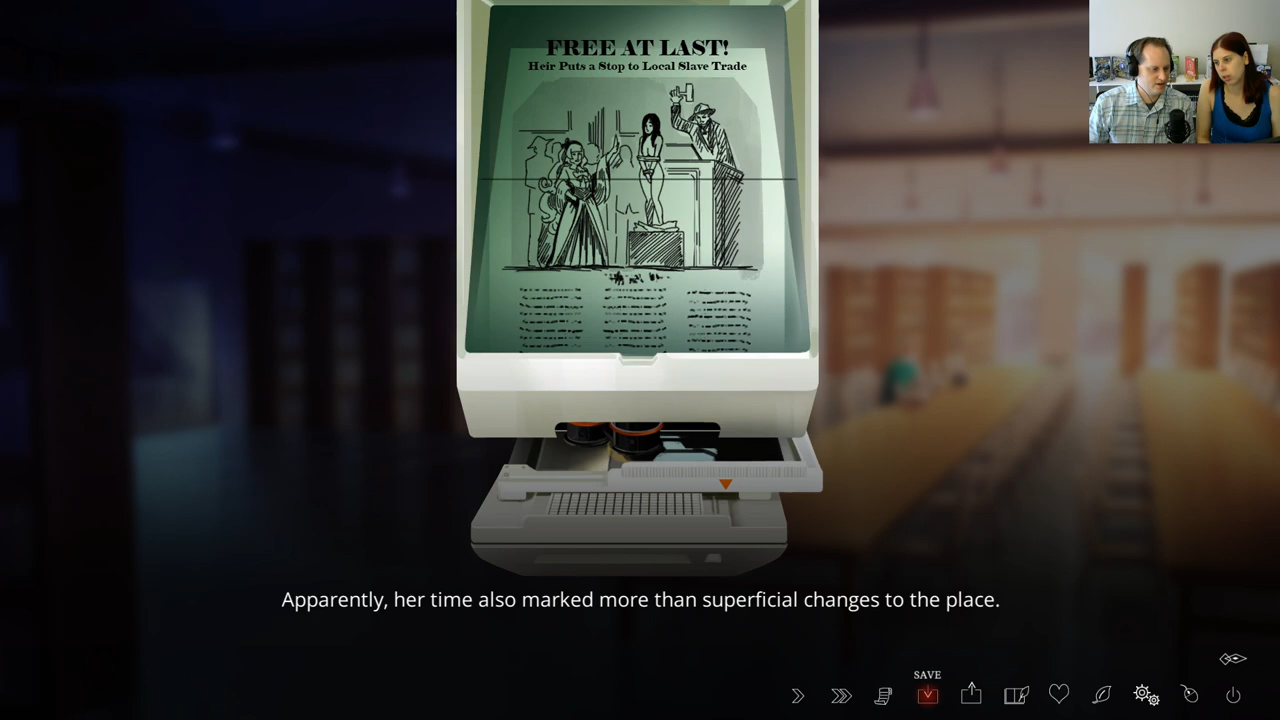 FREE AT LAST!
Heir Puts a Stop to Local Slave Trade
Apparently, her time also marked more than superficial changes to the place.
SAVE